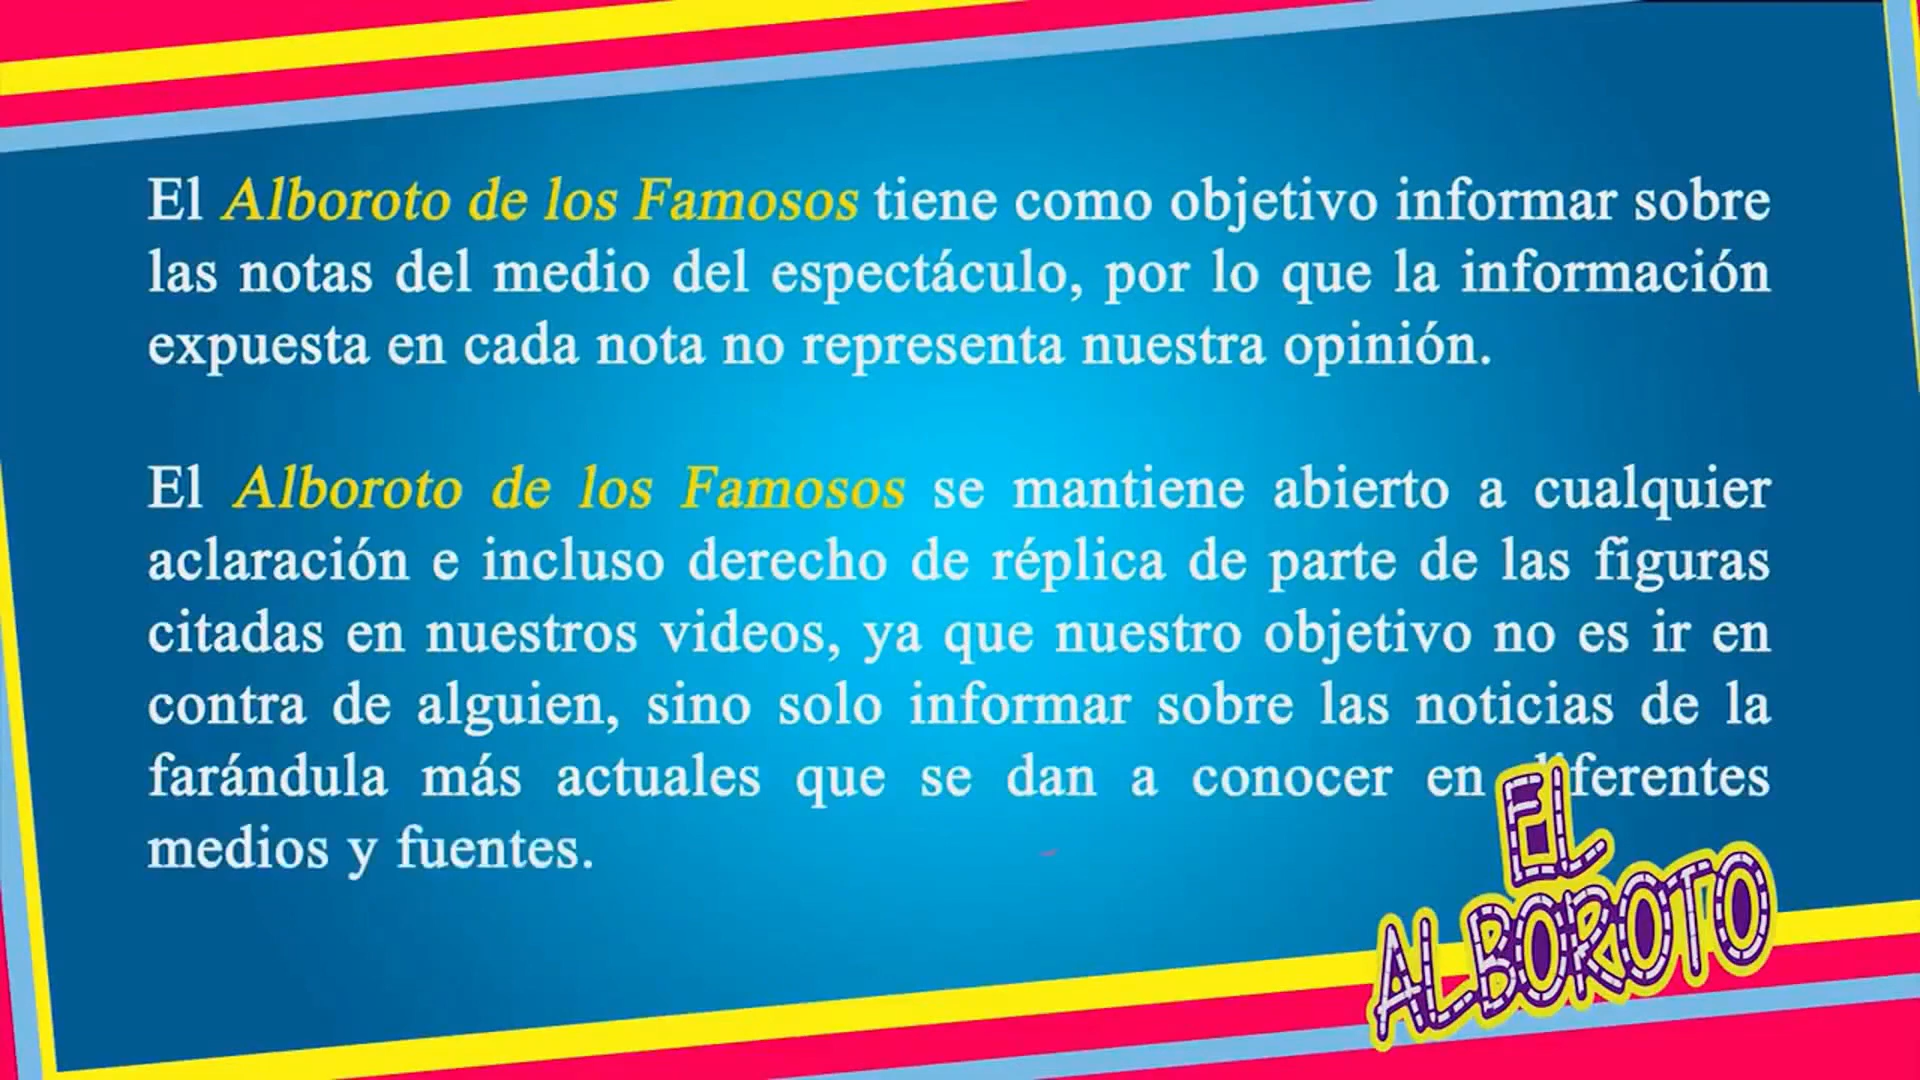 El Alboroto de los Famosos tiene como objetivo informar sobre
las notas del medio del espectáculo, por lo que la información
expuesta en cada nota no representa nuestra opinión.
El Alboroto de los Famosos se mantiene abierto a cualquier
aclaración e incluso derecho de réplica de parte de las figuras
citadas en nuestros videos, ya que nuestro objetivo no es ir en
contra de alguien, sino solo informar sobre las noticias de la
farándula más actuales que se dan a conocer en diferentes
medios y fuentes.
EL
ALBOROTO